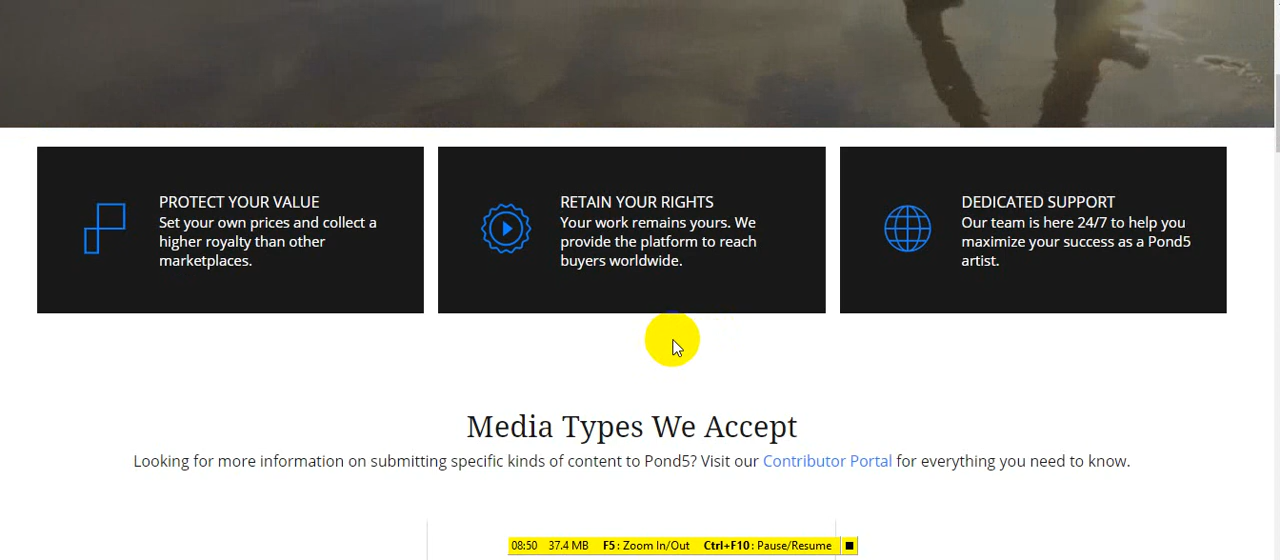 PROTECT YOUR VALUE
Set your own prices and collect a
higher royalty than other
marketplaces.
RETAIN YOUR RIGHTS
Your work remains yours. We
provide the platform to reach
buyers worldwide.
DEDICATED SUPPORT
Our team is here 24/7 to help you
maximize your success as a Pond5
artist.
Media Types We Accept
Looking for more information on submitting specific kinds of content to Pond5? Visit our Contributor Portal for everything you need to know.
08:50 37.4 MB F5: Zoom In/Out Ctrl+F10: Pause/Resume